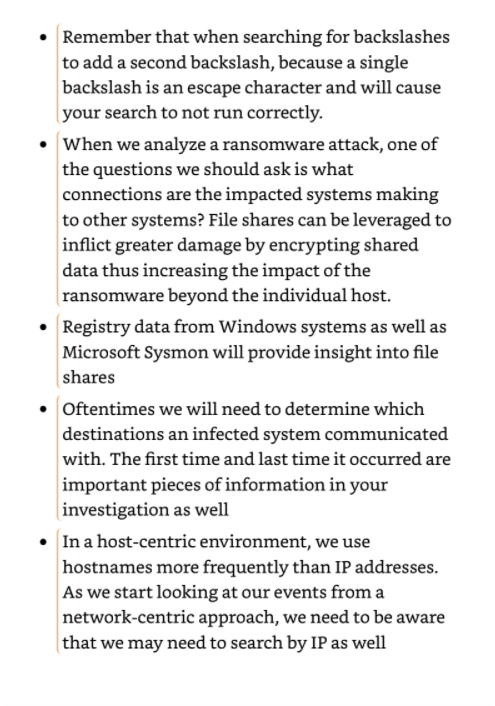 • Remember that when searching for backslashes
to add a second backslash, because a single
backslash is an escape character and will cause
your search to not run correctly.
• When we analyze a ransomware attack, one of
the questions we should ask is what
connections are the impacted systems making
to other systems? File shares can be leveraged to
inflict greater damage by encrypting shared
data thus increasing the impact of the
ransomware beyond the individual host.
• Registry data from Windows systems as well as
Microsoft Sysmon will provide insight into file
shares
• Oftentimes we will need to determine which
destinations an infected system communicated
with. The first time and last time it occurred are
important pieces of information in your
investigation as well
• In a host-centric environment, we use
hostnames more frequently than IP addresses.
As we start looking at our events from a
network-centric approach, we need to be aware
that we may need to search by IP as well